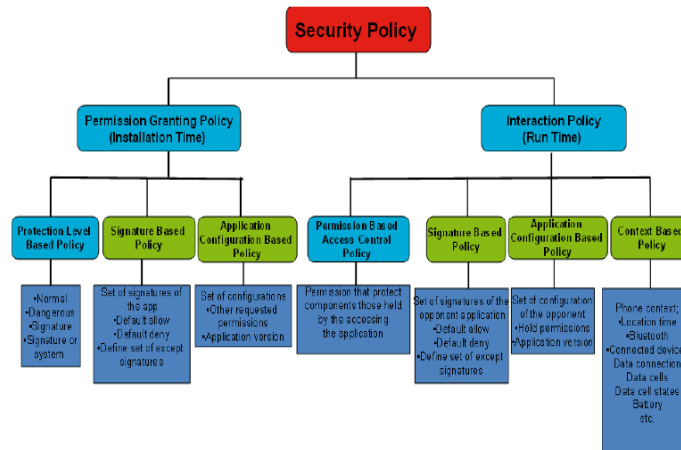 Security Policy
Permission Granting Policy
(Installation Time)
Interaction Policy
(Run Time)
Protection Level
Based Policy
Signature Based
Policy
Application
Configuration Based
Policy
Permission Based
Access Control
Policy
Signature Based
Policy
Application
Configuration Based
Policy
Context Based
Policy
•Normal
•Dangerous
•Signature
•Signature or
system
Set of signatures of
the app
•Default allow
•Default deny
•Define set of except
signatures
Set of configurations
•Other requested
permissions
•Application version
Permission that protect
components those held
by the accessing
the application
Set of signatures of the
opponent application
•Default allow
•Default deny
•Define set of except
signatures
Set of configuration
of the opponent
•Hold permissions
•Application version
Phone context;
•Location time
•Bluetooth
•Connected device
Data connection
Data cells
Data cell states
Battery
etc.